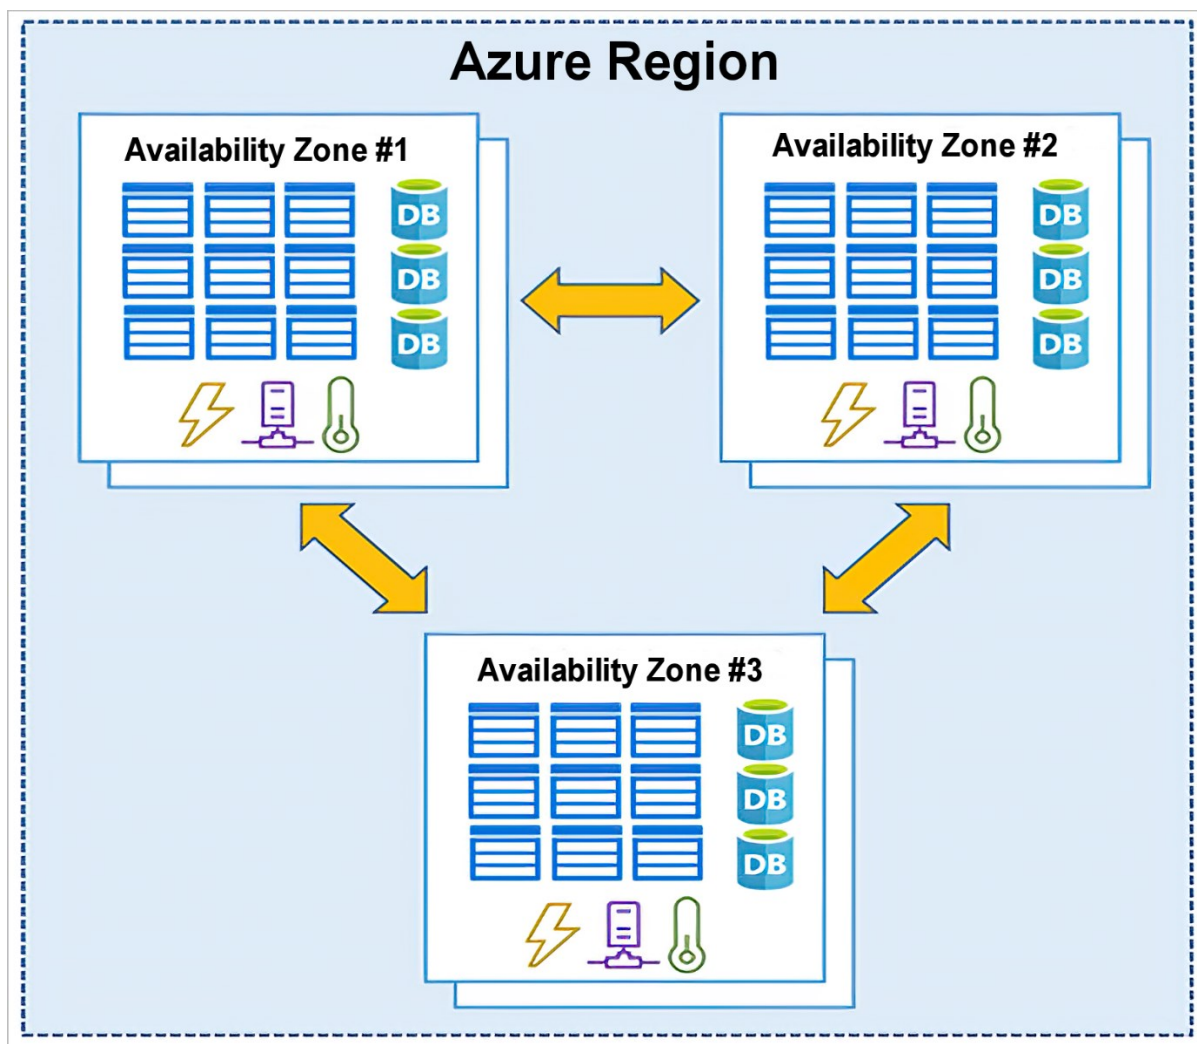 Azure Region
Availability Zone #1
Availability Zone #2
DB
DB
DB
DB
DB
DB
Availability Zone #3
DB
DB
DB